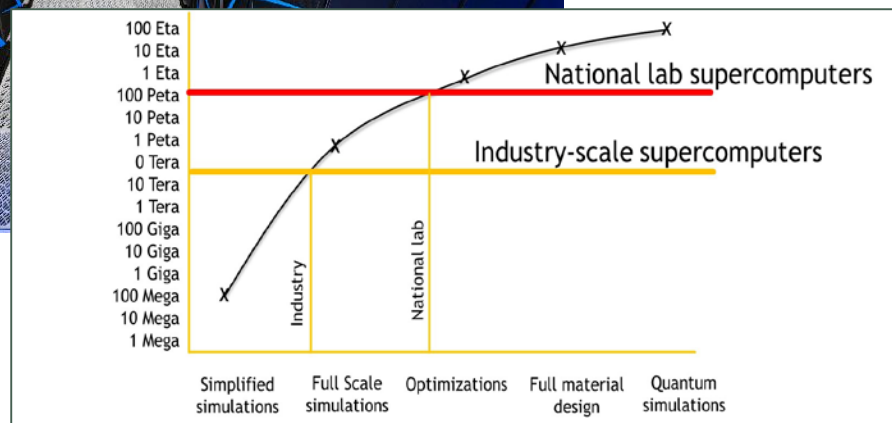 100 Eta
10 Eta
1 Eta
100 Peta
10 Peta
1 Peta
0 Tera
10 Tera
1 Tera
100 Giga
10 Giga
1 Giga
100 Mega
10 Mega
1 Mega
National lab supercomputers
Industry-scale supercomputers
Industry
National lab
Simplified
simulations
Full Scale
simulations
Optimizations
Full material
design
Quantum
simulations